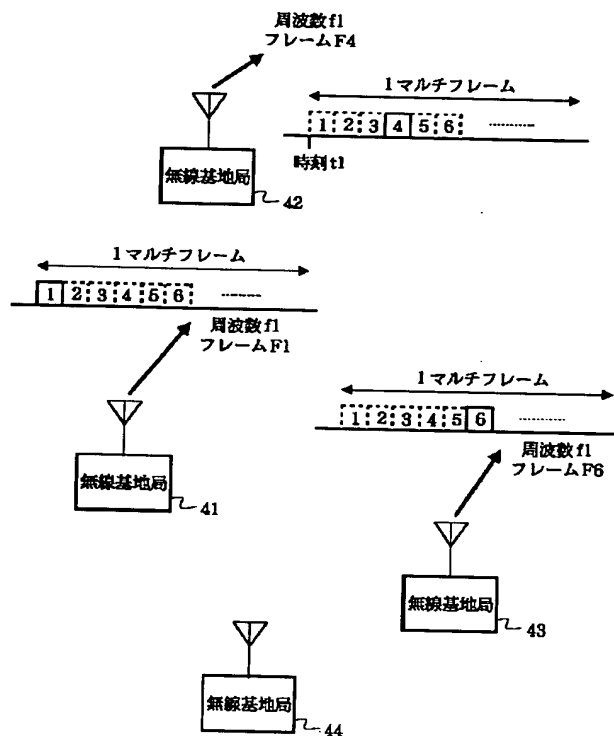 周波数f1
フレームF4
1マルチフレーム
1 2 3 4 5 6 ----------
時刻t1
無線基地局
42
1マルチフレーム
1 2 3 4 5 6 ----------
周波数f1
フレームF1
無線基地局
41
1マルチフレーム
1 2 3 4 5 6 ----------
周波数f1
フレームF6
無線基地局
43
無線基地局
44